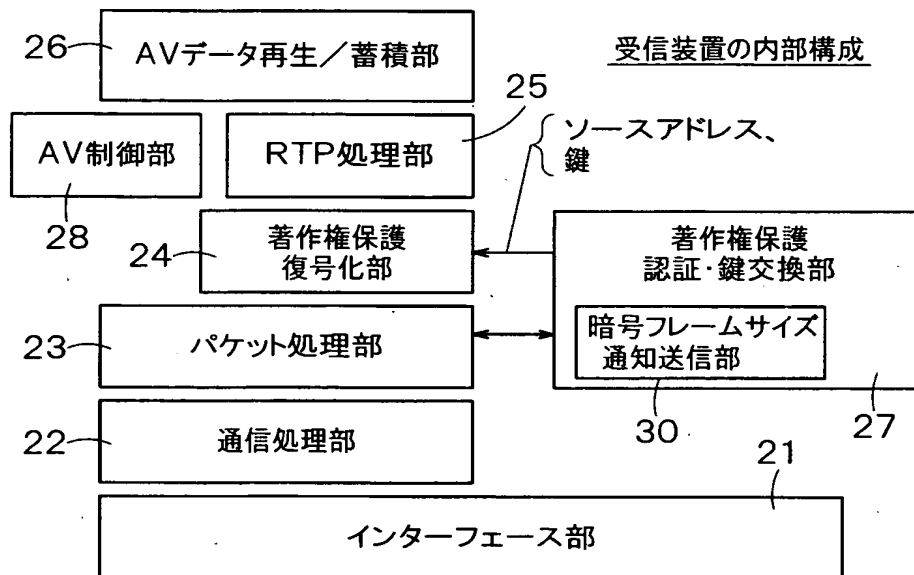 受信装置の内部構成
26
AVデータ再生／蓄積部
25
ソースアドレス、
鍵
AV制御部
RTP処理部
28
24
著作権保護
復号化部
著作権保護
認証・鍵交換部
23
パケット処理部
暗号フレームサイズ
通知送信部
30
27
22
通信処理部
21
インターフェース部